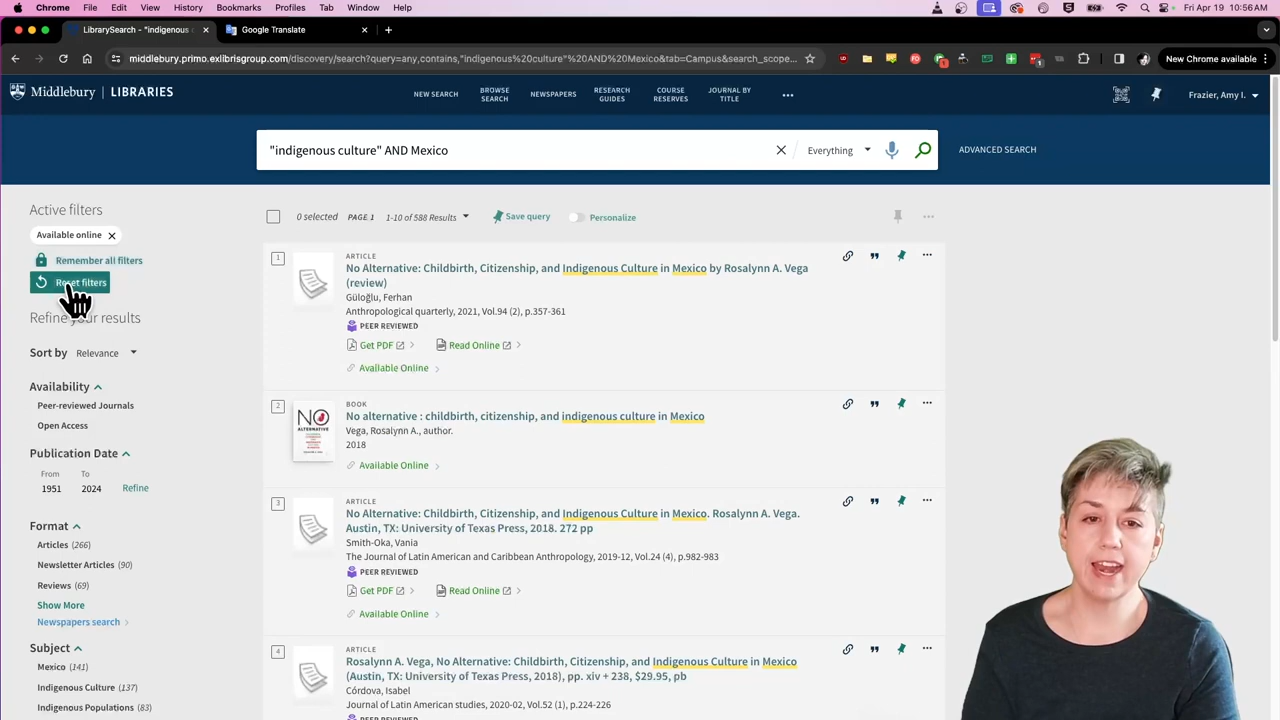 Chrome File Edit View History Bookmarks Profiles Tab Window Help Fri Apr 19 10:56 AM
LibrarySearch - "indigenous Google Translate
middlebury.primo.exlibrisgroup.com/discovery/search?query=any,contains,"indigenous%20culture"%20AND%20Mexico&tab=Campus&search_scope... New Chrome available
Middlebury LIBRARIES NEW SEARCH BROWSE SEARCH NEWSPAPERS RESEARCH GUIDES COURSE RESERVES JOURNAL BY TITLE ••• Frazier, Amy I.
"indigenous culture" AND Mexico Everything ADVANCED SEARCH
Active filters
Available online
Remember all filters
Reset filters
Refine your results
Sort by Relevance
Availability
Peer-reviewed Journals
Open Access
Publication Date
From To
1951 2024 Refine
Format
Articles (266)
Newsletter Articles (90)
Reviews (69)
Show More
Newspapers search
Subject
Mexico (141)
Indigenous Culture (137)
Indigenous Populations (83)
0 selected PAGE 1 1-10 of 588 Results Save query Personalize
1
ARTICLE
No Alternative: Childbirth, Citizenship, and Indigenous Culture in Mexico by Rosalynn A. Vega
(review)
Güloğlu, Ferhan
Anthropological quarterly, 2021, Vol.94 (2), p.357-361
PEER REVIEWED
Get PDF Read Online
Available Online
2
BOOK
NO ALTERNATIVE
No alternative : childbirth, citizenship, and indigenous culture in Mexico
Vega, Rosalynn A., author.
2018
Available Online
3
ARTICLE
No Alternative: Childbirth, Citizenship, and Indigenous Culture in Mexico. Rosalynn A. Vega.
Austin, TX: University of Texas Press, 2018. 272 pp
Smith-Oka, Vania
The Journal of Latin American and Caribbean Anthropology, 2019-12, Vol.24 (4), p.982-983
PEER REVIEWED
Get PDF Read Online
Available Online
4
ARTICLE
Rosalynn A. Vega, No Alternative: Childbirth, Citizenship, and Indigenous Culture in Mexico
(Austin, TX: University of Texas Press, 2018), pp. xiv + 238, $29.95, pb
Córdova, Isabel
Journal of Latin American studies, 2020-02, Vol.52 (1), p.224-226
PEER REVIEWED